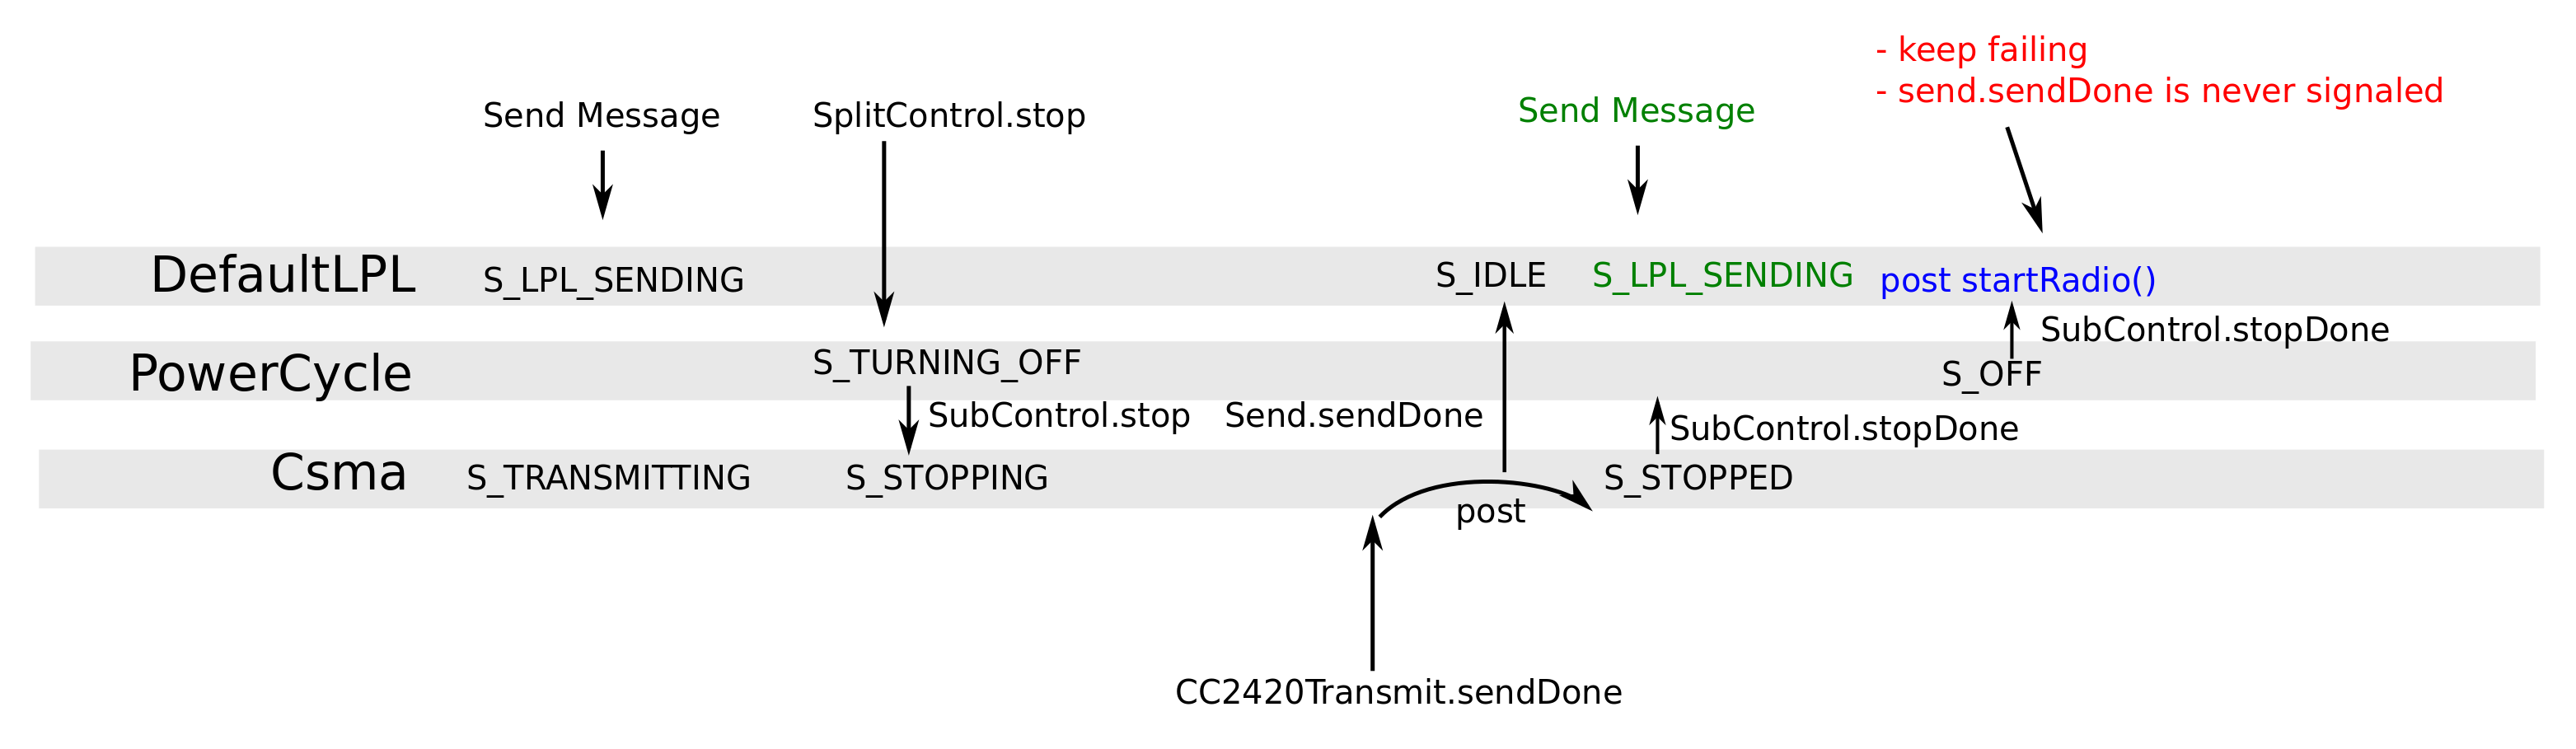 - keep failing
- send.sendDone is never signaled
Send Message
SplitControl.stop
Send Message
DefaultLPL
S_LPL_SENDING
S_IDLE
S_LPL_SENDING
post startRadio()
SubControl.stopDone
PowerCycle
S_TURNING_OFF
S_OFF
SubControl.stop
Send.sendDone
SubControl.stopDone
Csma
S_TRANSMITTING
S_STOPPING
S_STOPPED
post
CC2420Transmit.sendDone